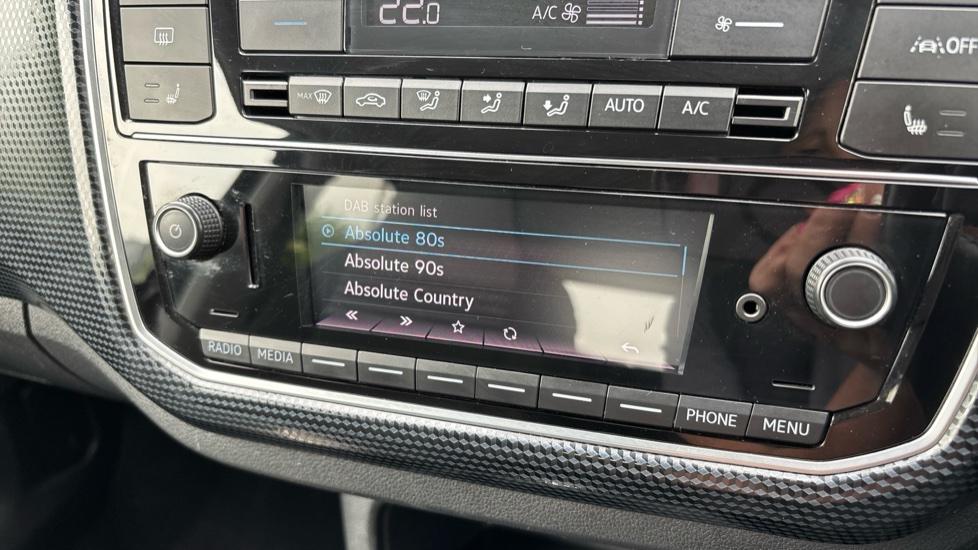 22.0
A/C
OFF
MAX
AUTO
A/C
DAB station list
Absolute 80s
Absolute 90s
Absolute Country
RADIO
MEDIA
PHONE
MENU